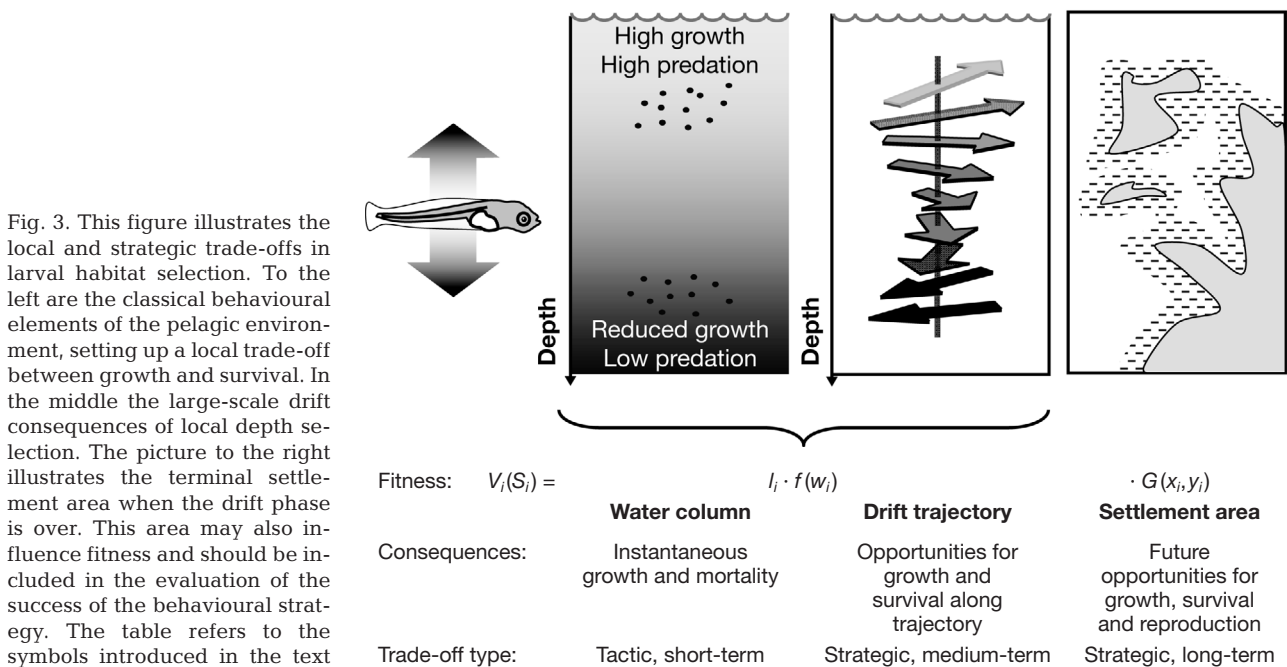 Fig. 3. This figure illustrates the
local and strategic trade-offs in
larval habitat selection. To the
left are the classical behavioural
elements of the pelagic environ-
ment, setting up a local trade-off
between growth and survival. In
the middle the large-scale drift
consequences of local depth se-
lection. The picture to the right
illustrates the terminal settle-
ment area when the drift phase
is over. This area may also in-
fluence fitness and should be in-
cluded in the evaluation of the
success of the behavioural strat-
egy. The table refers to the
symbols introduced in the text
High growth
High predation
Reduced growth
Low predation
Depth
Depth
Fitness: V_i(S_i) = I_i · f(w_i) · G(x_i,y_i)
Water column Drift trajectory Settlement area
Consequences: Instantaneous Opportunities for Future
growth and mortality growth and opportunities for
survival along growth, survival
trajectory and reproduction
Trade-off type: Tactic, short-term Strategic, medium-term Strategic, long-term